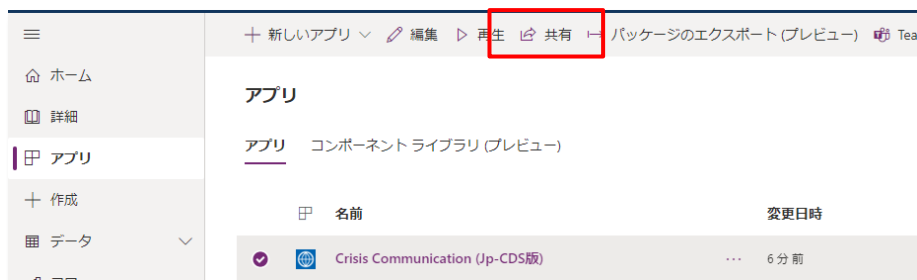 新しいアプリ 編集 再生 共有 パッケージのエクスポート (プレビュー) Tea
ホーム
アプリ
詳細
アプリ コンポーネント ライブラリ (プレビュー)
アプリ
作成
名前 変更日時
データ
Crisis Communication (Jp-CDS版) ... 6 分前